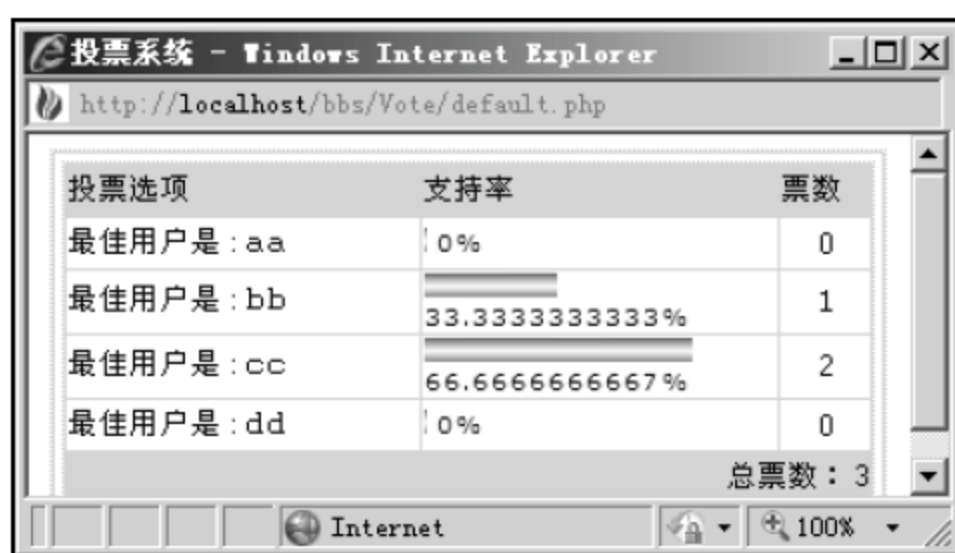 投票系统 - Windows Internet Explorer
http://localhost/bbs/Vote/default.php
投票选项 支持率 票数
最佳用户是:aa 0% 0
最佳用户是:bb 33.3333333333% 1
最佳用户是:cc 66.6666666667% 2
最佳用户是:dd 0% 0
总票数：3
Internet 100%